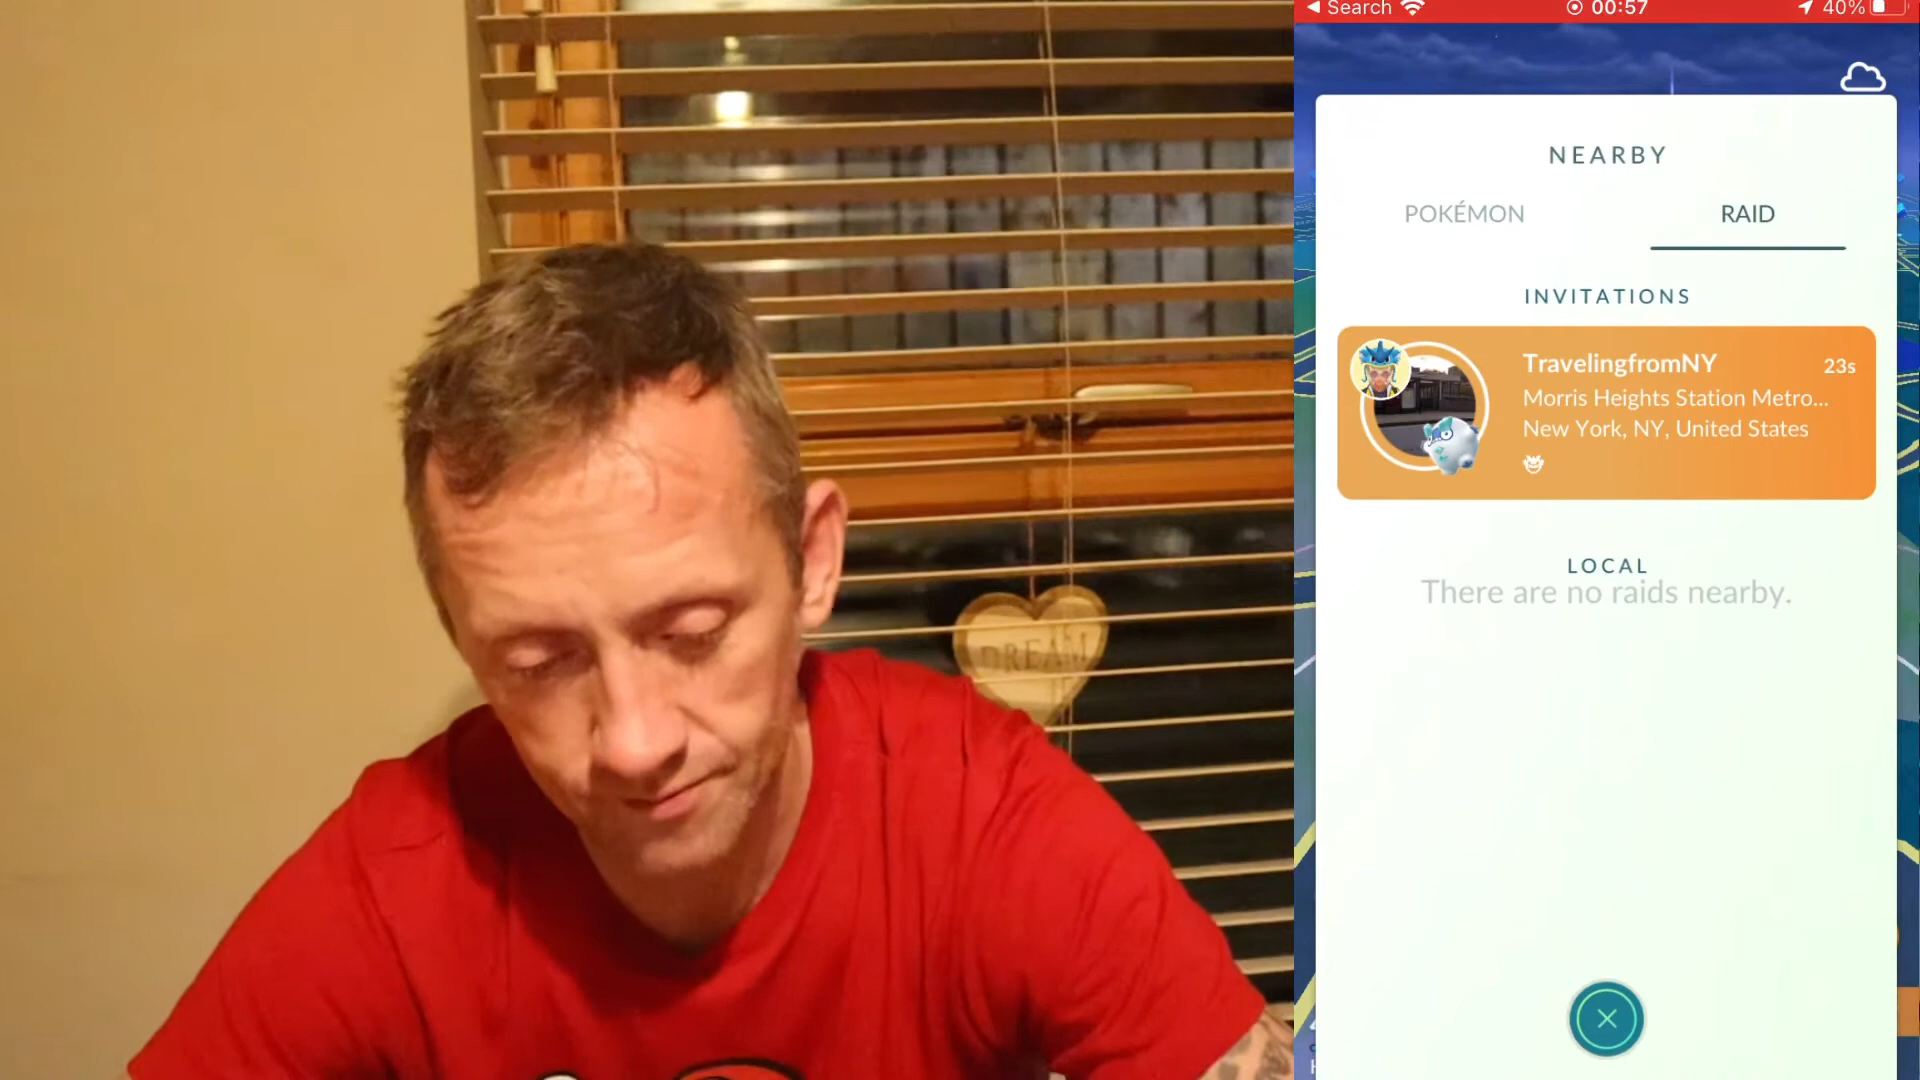 DREAM
Search
00:57
40%
NEARBY
POKÉMON
RAID
INVITATIONS
TravelingfromNY
23s
Morris Heights Station Metro...
New York, NY, United States
LOCAL
There are no raids nearby.